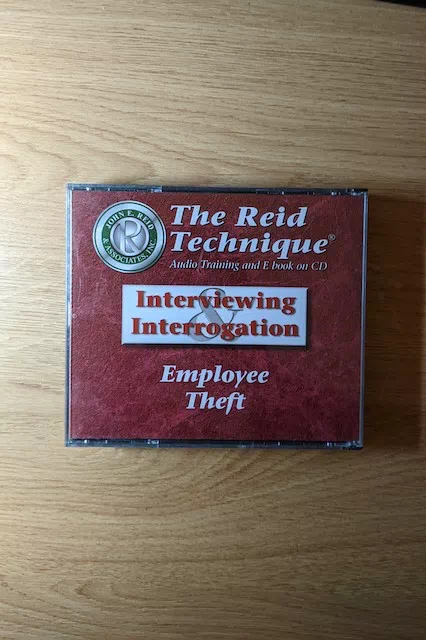 JOHN E. REID
& ASSOCIATES, INC
R
The Reid
Technique®
Audio Training and E book on CD
Interviewing
&
Interrogation
Employee
Theft